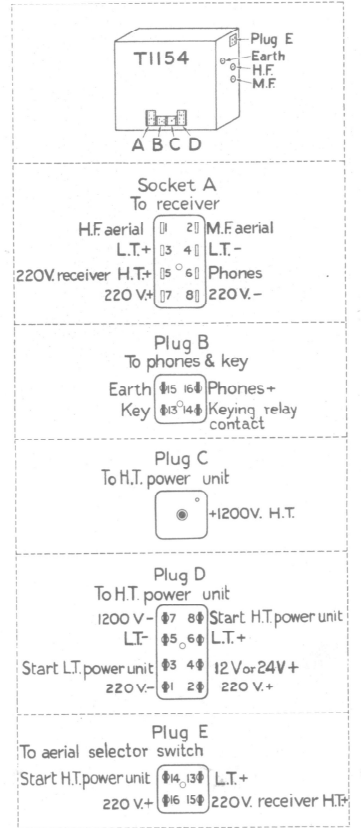 Plug E
T1154
Earth
H.F.
M.F.
A B C D
Socket A
To receiver
H.F. aerial 1 2 M.F. aerial
L.T.+ 3 4 L.T.-
220V. receiver H.T.+ 5 6 Phones
220 V.+ 7 8 220 V.-
Plug B
To phones & key
Earth 15 16 Phones+
Key 13 14 Keying relay
contact
Plug C
To H.T. power unit
+1200V. H.T.
Plug D
To H.T. power unit
1200 V- 7 8 Start H.T. power unit
L.T- 5 6 L.T.+
Start L.T. power unit 3 4 12V or 24V+
220 V.- 1 2 220 V.+
Plug E
To aerial selector switch
Start H.T. power unit 14 13 L.T.+
220 V.+ 16 15 220V. receiver H.T+